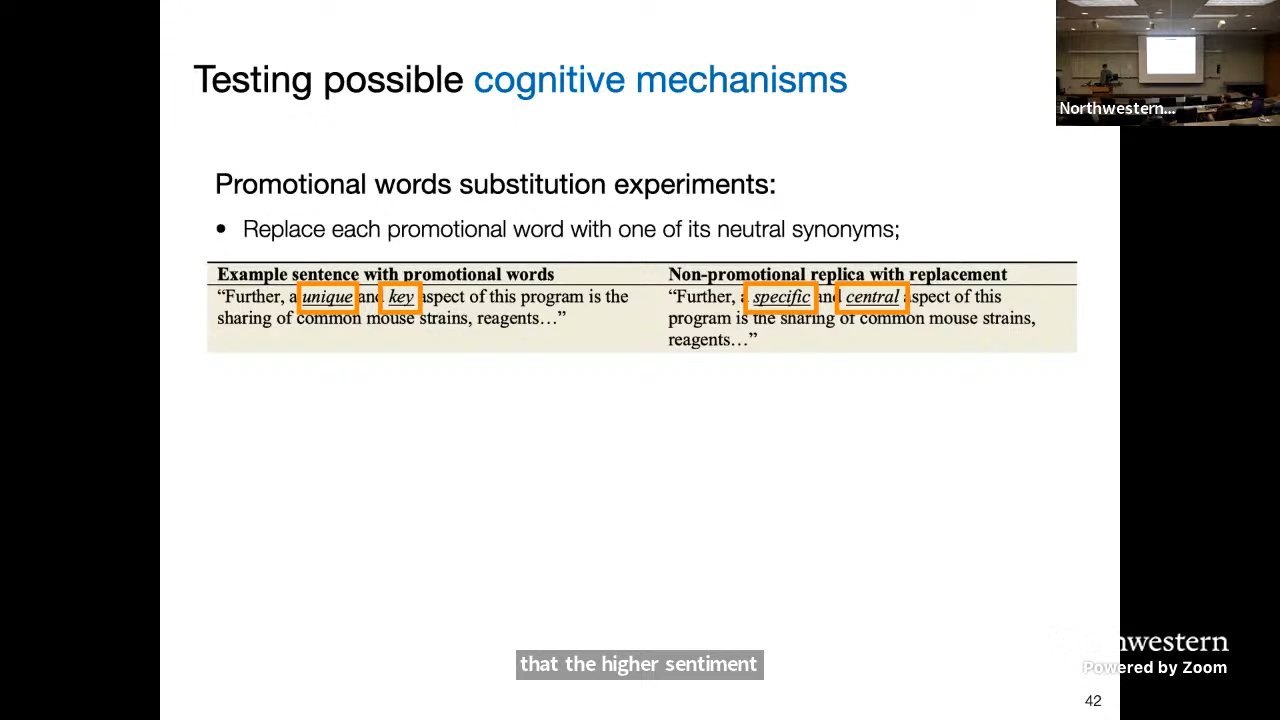 Testing possible cognitive mechanisms
Northwestern...
Promotional words substitution experiments:
• Replace each promotional word with one of its neutral synonyms;
Example sentence with promotional words
“Further, a unique and key aspect of this program is the
sharing of common mouse strains, reagents…”
Non-promotional replica with replacement
“Further, a specific and central aspect of this
program is the sharing of common mouse strains,
reagents…”
that the higher sentiment
hwestern
Powered by Zoom
42